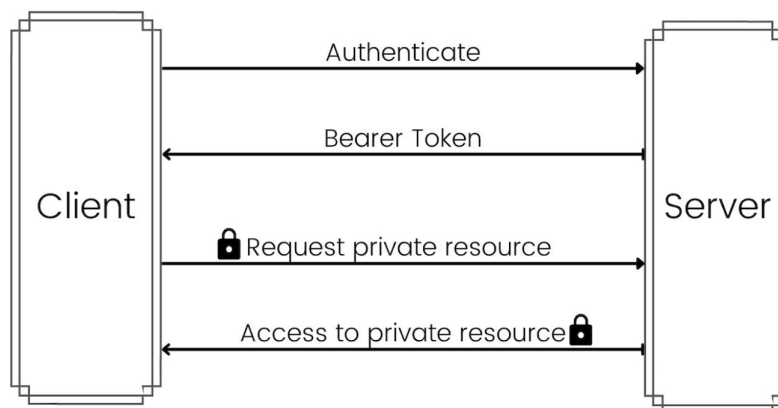 Authenticate
Bearer Token
Client
Server
Request private resource
Access to private resource